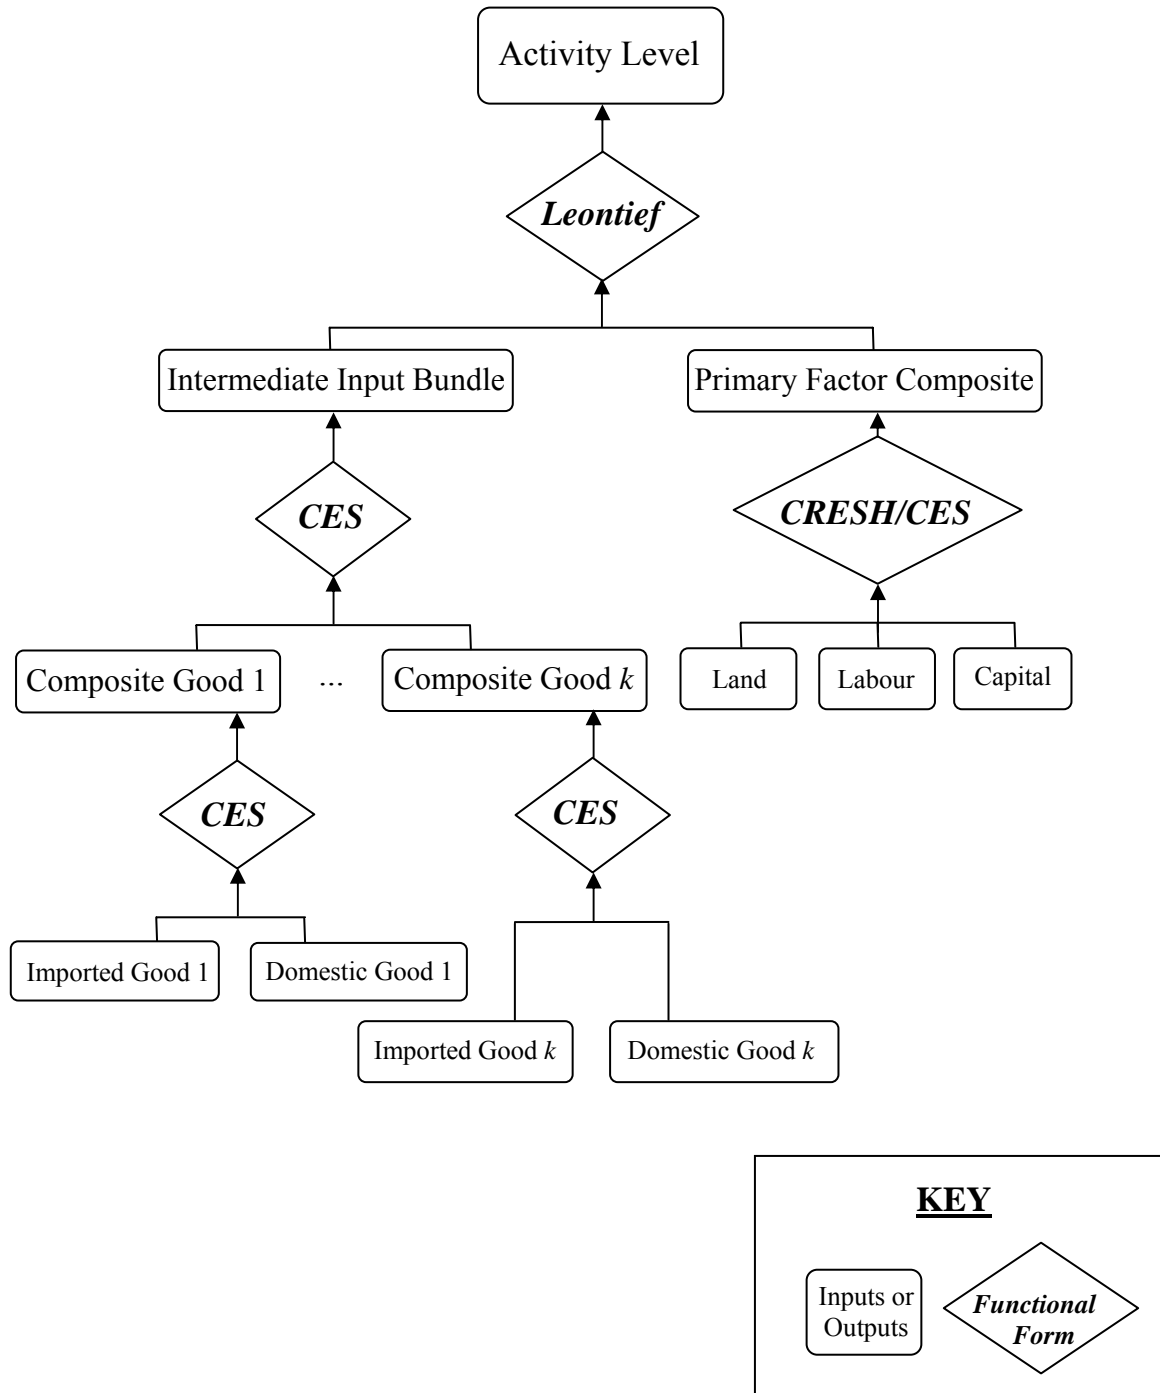 Activity Level
Leontief
Intermediate Input Bundle
Primary Factor Composite
CES
CRESH/CES
Composite Good 1
...
Composite Good k
Land
Labour
Capital
CES
CES
Imported Good 1
Domestic Good 1
Imported Good k
Domestic Good k
KEY
Inputs or
Outputs
Functional
Form